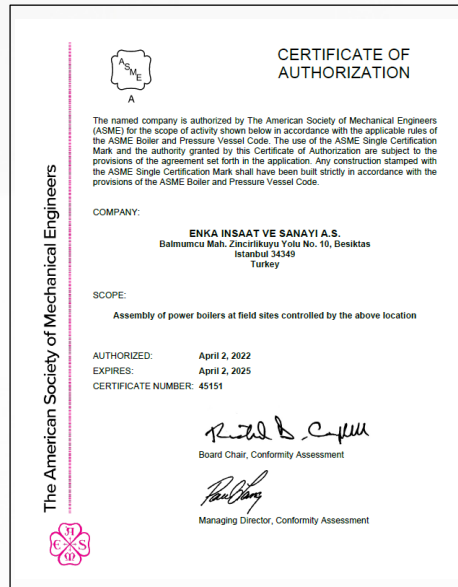 ASME
A
CERTIFICATE OF
AUTHORIZATION
The named company is authorized by The American Society of Mechanical Engineers
(ASME) for the scope of activity shown below in accordance with the applicable rules of
the ASME Boiler and Pressure Vessel Code. The use of the ASME Single Certification
Mark and the authority granted by this Certificate of Authorization are subject to the
provisions of the agreement set forth in the application. Any construction stamped with
the ASME Single Certification Mark shall have been built strictly in accordance with the
provisions of the ASME Boiler and Pressure Vessel Code.
COMPANY:
ENKA INSAAT VE SANAYI A.S.
Balmumcu Mah. Zincirlikuyu Yolu No. 10, Besiktas
Istanbul 34349
Turkey
SCOPE:
Assembly of power boilers at field sites controlled by the above location
AUTHORIZED: April 2, 2022
EXPIRES: April 2, 2025
CERTIFICATE NUMBER: 45151
Board Chair, Conformity Assessment
Managing Director, Conformity Assessment
The American Society of Mechanical Engineers
ASME